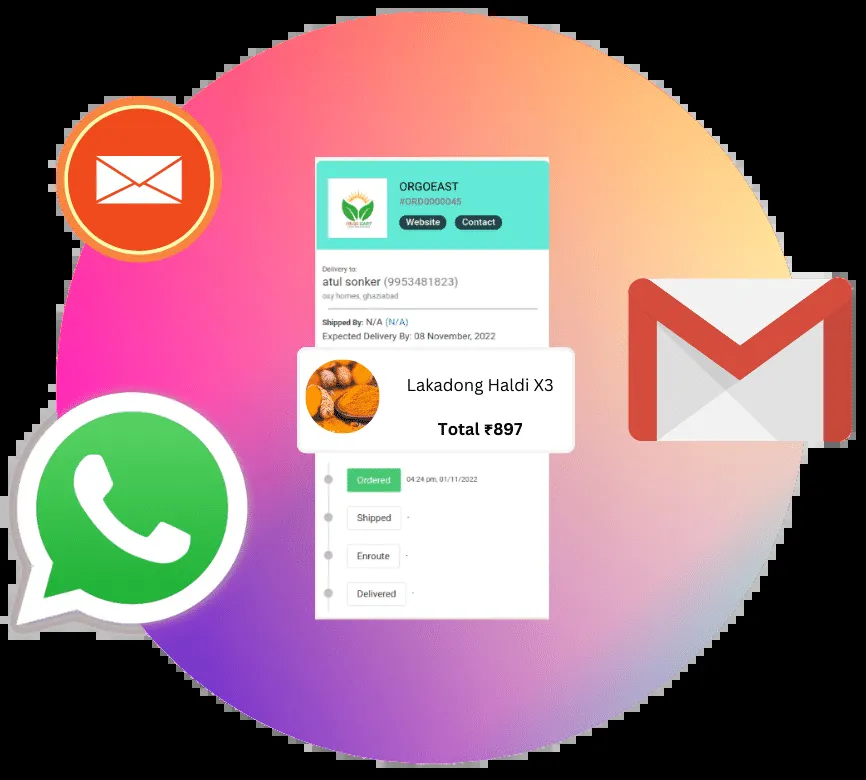 ORGOEAST
#ORD0000045
Website Contact
Delivery to:
atul sonker (9953481823)
oxy homes, ghaziabad
Shipped By: N/A (N/A)
Expected Delivery By: 08 November, 2022
Lakadong Haldi X3
Total ₹897
Ordered 04:24 pm, 01/11/2022
Shipped -
Enroute -
Delivered -